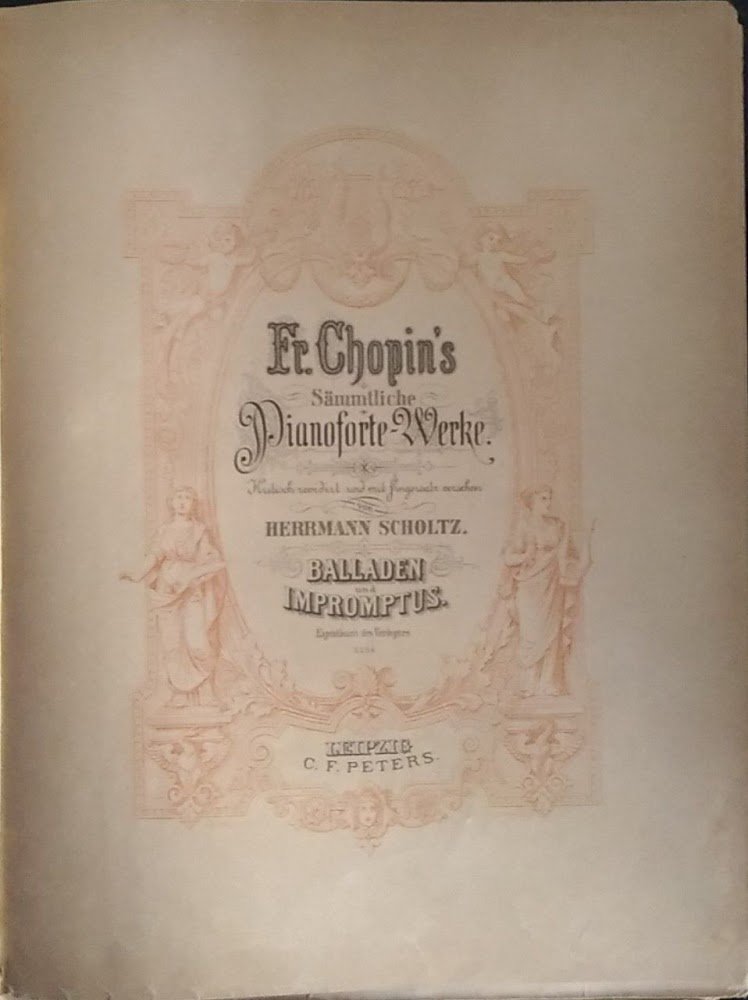 Fr. Chopin's
Sämmtliche
Pianoforte-Werke.
Kritisch revidirt und mit Fingersatz versehen
von
HERRMANN SCHOLTZ.
BALLADEN
und
IMPROMPTUS.
Eigenthum des Verlegers
LEIPZIG
C. F. PETERS.